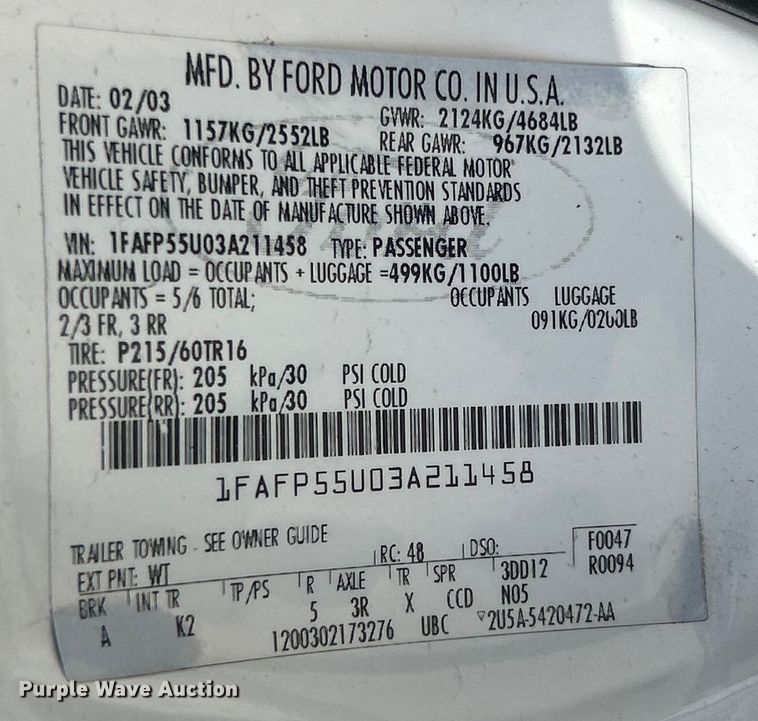 MFD. BY FORD MOTOR CO. IN U.S.A.
DATE: 02/03 GVWR: 2124KG/4684LB
FRONT GAWR: 1157KG/2552LB REAR GAWR: 967KG/2132LB
THIS VEHICLE CONFORMS TO ALL APPLICABLE FEDERAL MOTOR
VEHICLE SAFETY, BUMPER, AND THEFT PREVENTION STANDARDS
IN EFFECT ON THE DATE OF MANUFACTURE SHOWN ABOVE.
VIN: 1FAFP55U03A211458 TYPE: PASSENGER
MAXIMUM LOAD = OCCUPANTS + LUGGAGE =499KG/1100LB
OCCUPANTS = 5/6 TOTAL; OCCUPANTS LUGGAGE
2/3 FR, 3 RR 091KG/0200LB
TIRE: P215/60TR16
PRESSURE(FR): 205 kPa/30 PSI COLD
PRESSURE(RR): 205 kPa/30 PSI COLD
1FAFP55U03A211458
TRAILER TOWING - SEE OWNER GUIDE
EXT PNT: WT RC: 48 DSO: F0047
BRK INT TR TP/PS R AXLE TR SPR 3DD12 R0094
A K2 5 3R X CCD N05
1200302173276 UBC ▽2U5A-5420472-AA
Purple Wave Auction